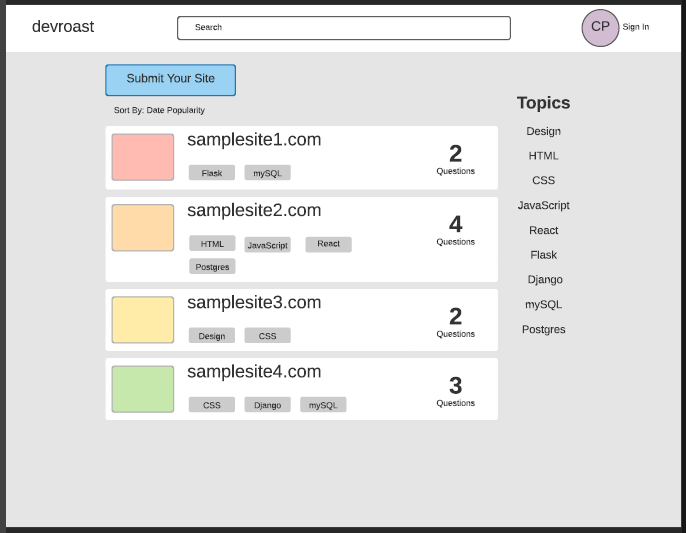 devroast
Search
CP
Sign In
Submit Your Site
Sort By: Date Popularity
samplesite1.com
Flask
mySQL
2
Questions
samplesite2.com
HTML
JavaScript
React
Postgres
4
Questions
samplesite3.com
Design
CSS
2
Questions
samplesite4.com
CSS
Django
mySQL
3
Questions
Topics
Design
HTML
CSS
JavaScript
React
Flask
Django
mySQL
Postgres